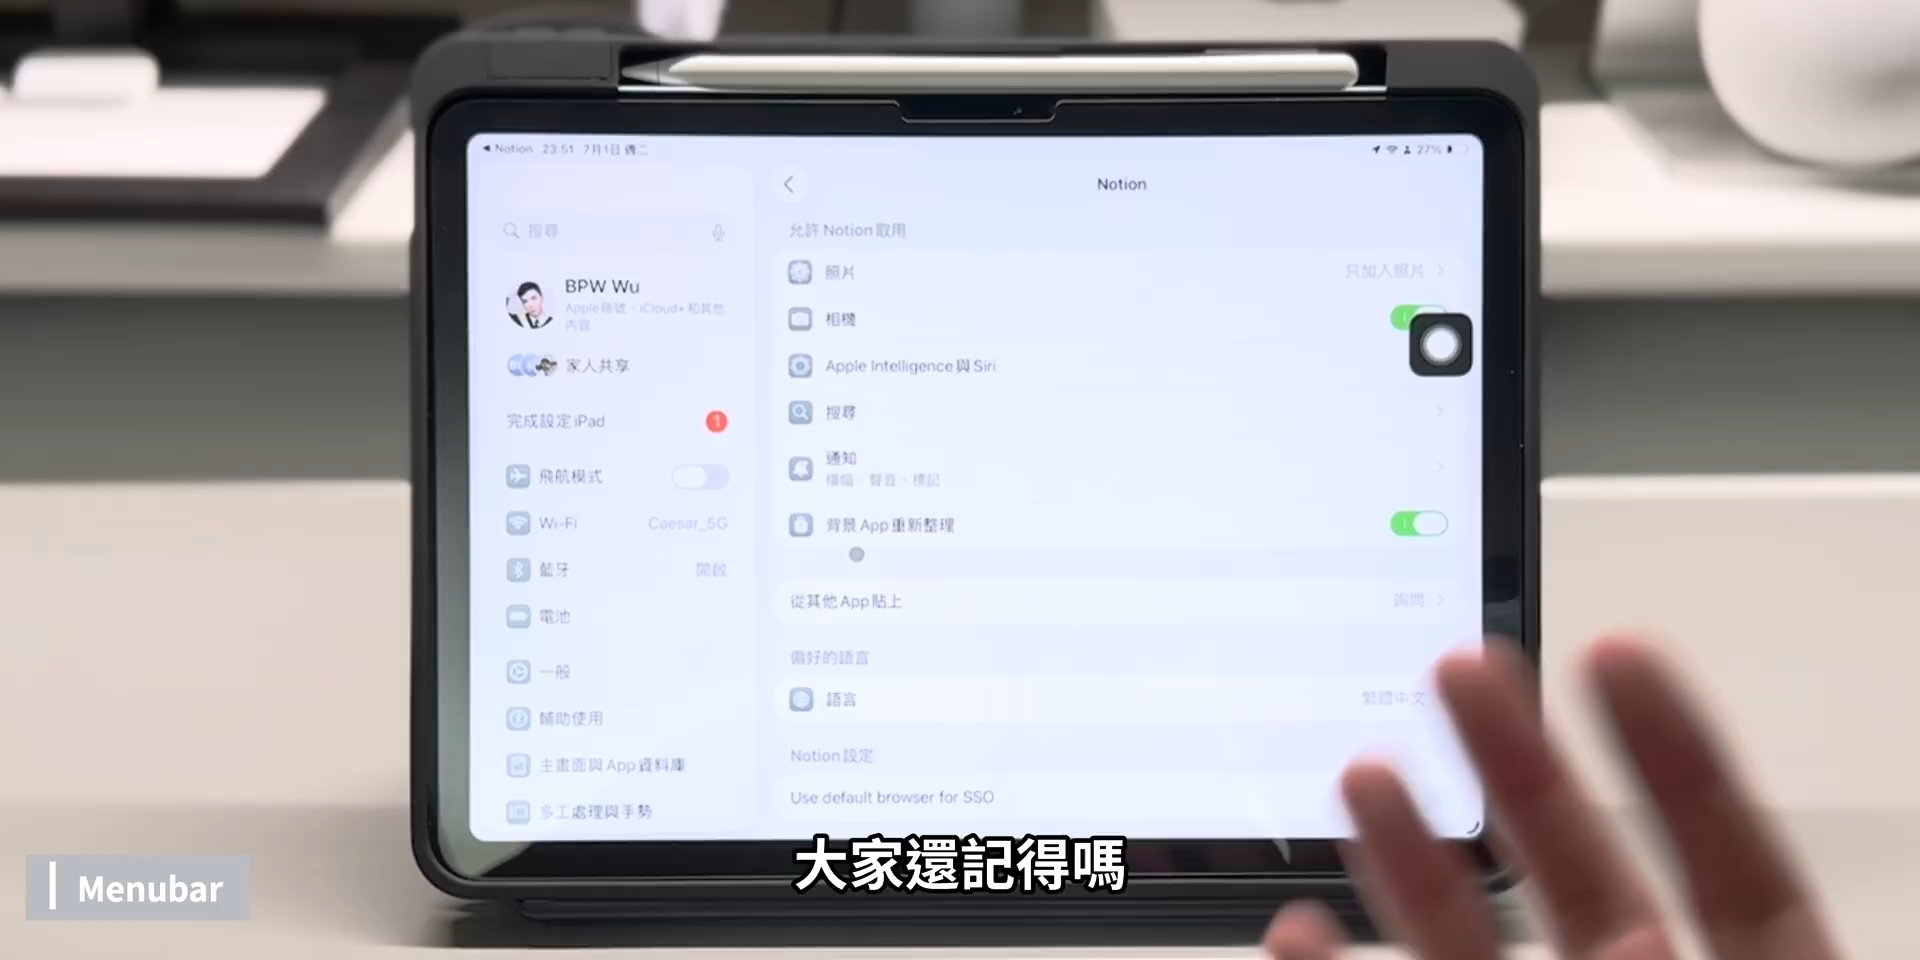 Notion 23:51 7月1日 週二
27%
Notion
搜尋
BPW Wu
Apple 帳號、iCloud+ 和其他
內容
家人共享
完成設定 iPad
1
飛航模式
Wi-Fi Caesar_5G
藍牙 開啟
電池
一般
輔助使用
主畫面與 App 資料庫
多工處理與手勢
允許 Notion 取用
照片 只加入照片
相機
Apple Intelligence 與 Siri
搜尋
通知
橫幅、聲音、標記
背景 App 重新整理
從其他 App 貼上 詢問
偏好的語言
語言 繁體中文
Notion 設定
Use default browser for SSO
大家還記得嗎
Menubar